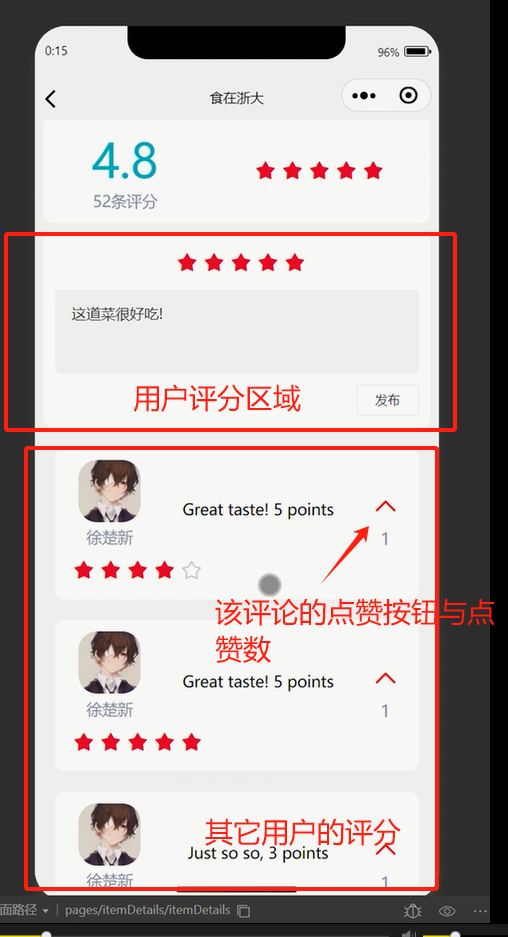 0:15
96%
食在浙大
4.8
52条评分
这道菜很好吃!
用户评分区域
发布
Great taste! 5 points
徐楚新
1
该评论的点赞按钮与点
赞数
Great taste! 5 points
徐楚新
1
其它用户的评分
Just so so, 3 points
徐楚新
1
面路径
pages/itemDetails/itemDetails